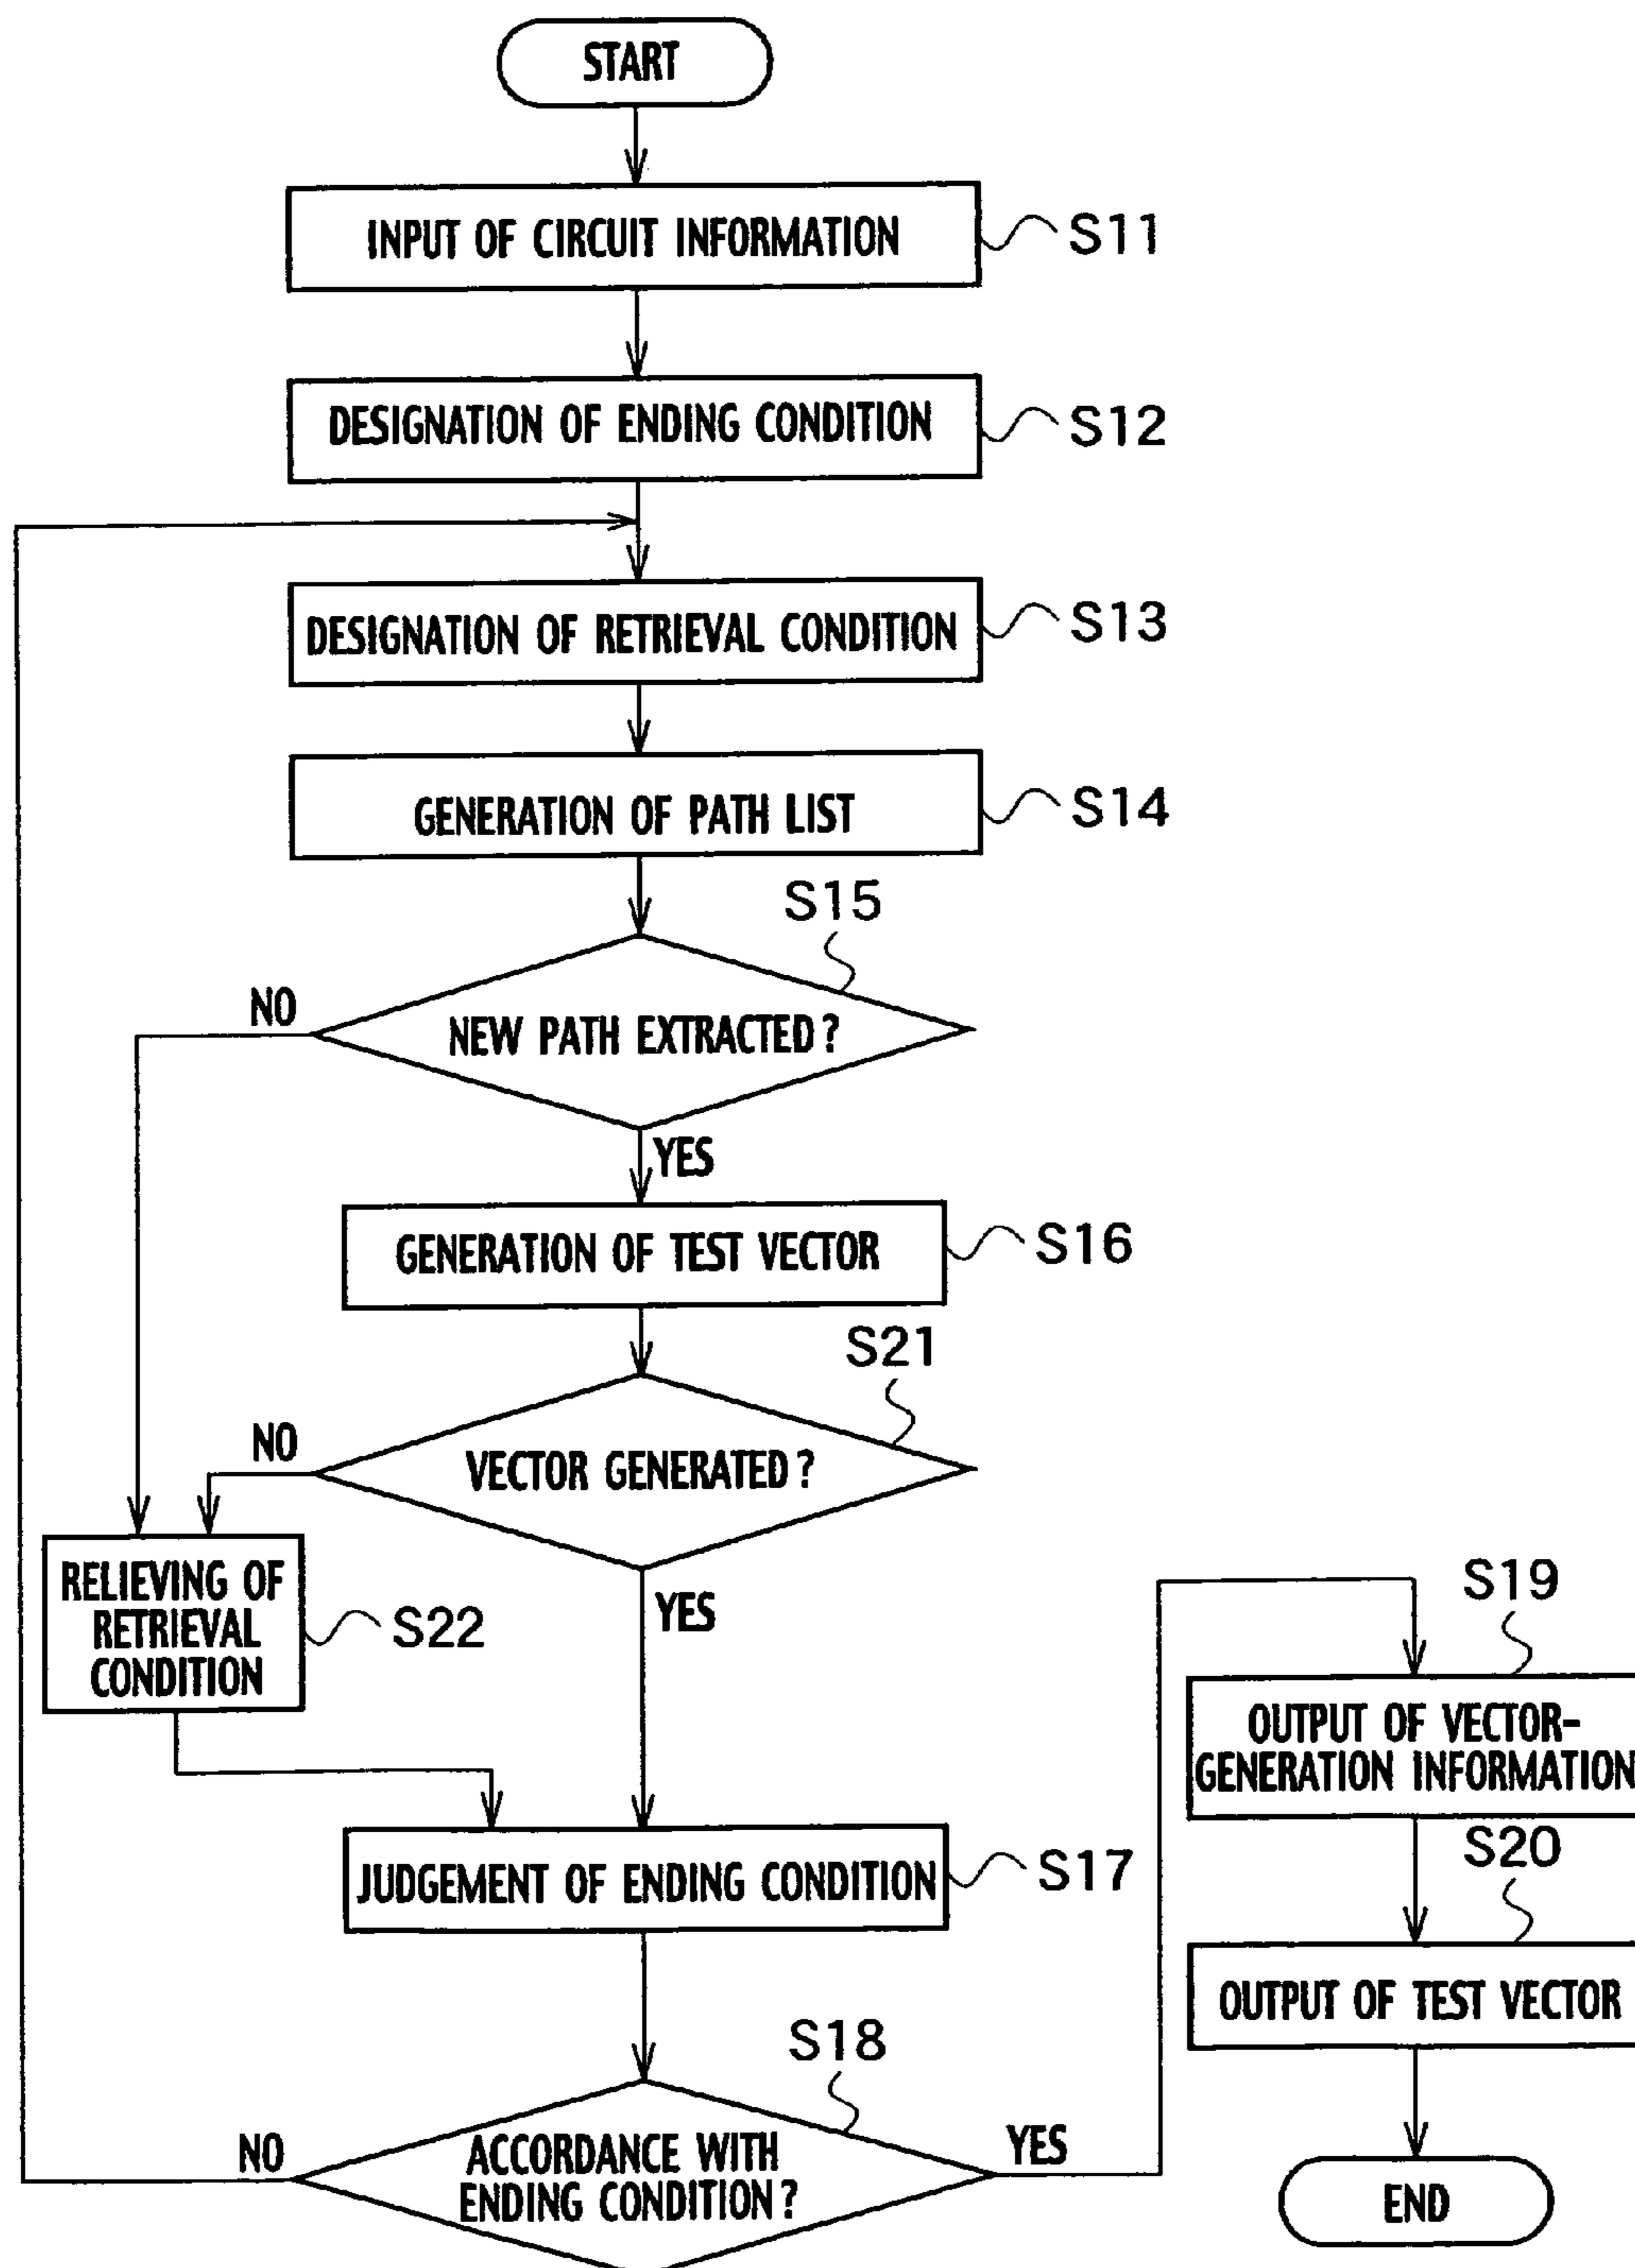 START
INPUT OF CIRCUIT INFORMATION
S11
DESIGNATION OF ENDING CONDITION
S12
DESIGNATION OF RETRIEVAL CONDITION
S13
GENERATION OF PATH LIST
S14
S15
NO
NEW PATH EXTRACTED?
YES
GENERATION OF TEST VECTOR
S16
S21
NO
VECTOR GENERATED?
YES
RELIEVING OF
RETRIEVAL
CONDITION
S22
JUDGEMENT OF ENDING CONDITION
S17
S18
NO
ACCORDANCE WITH
ENDING CONDITION?
YES
S19
OUTPUT OF VECTOR-
GENERATION INFORMATION
S20
OUTPUT OF TEST VECTOR
END